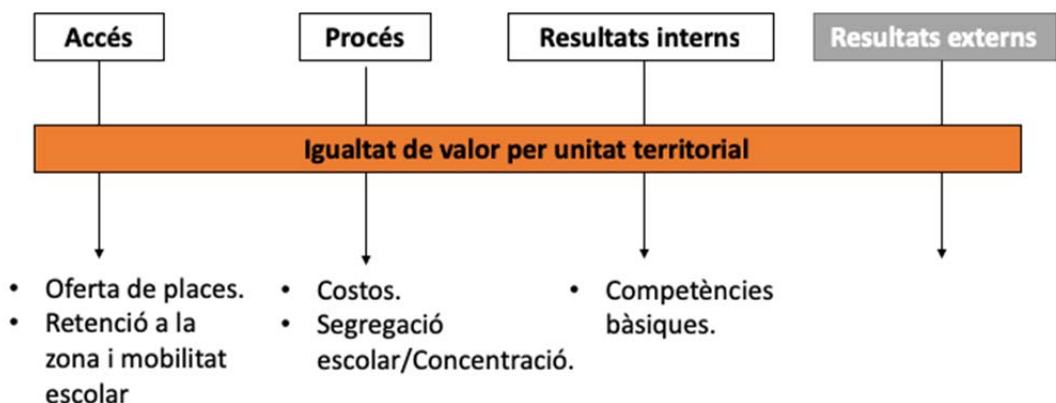 Accés
Procés
Resultats interns
Resultats externs
Igualtat de valor per unitat territorial
• Oferta de places.
• Retenció a la
zona i mobilitat
escolar
• Costos.
• Segregació
escolar/Concentració.
• Competències
bàsiques.